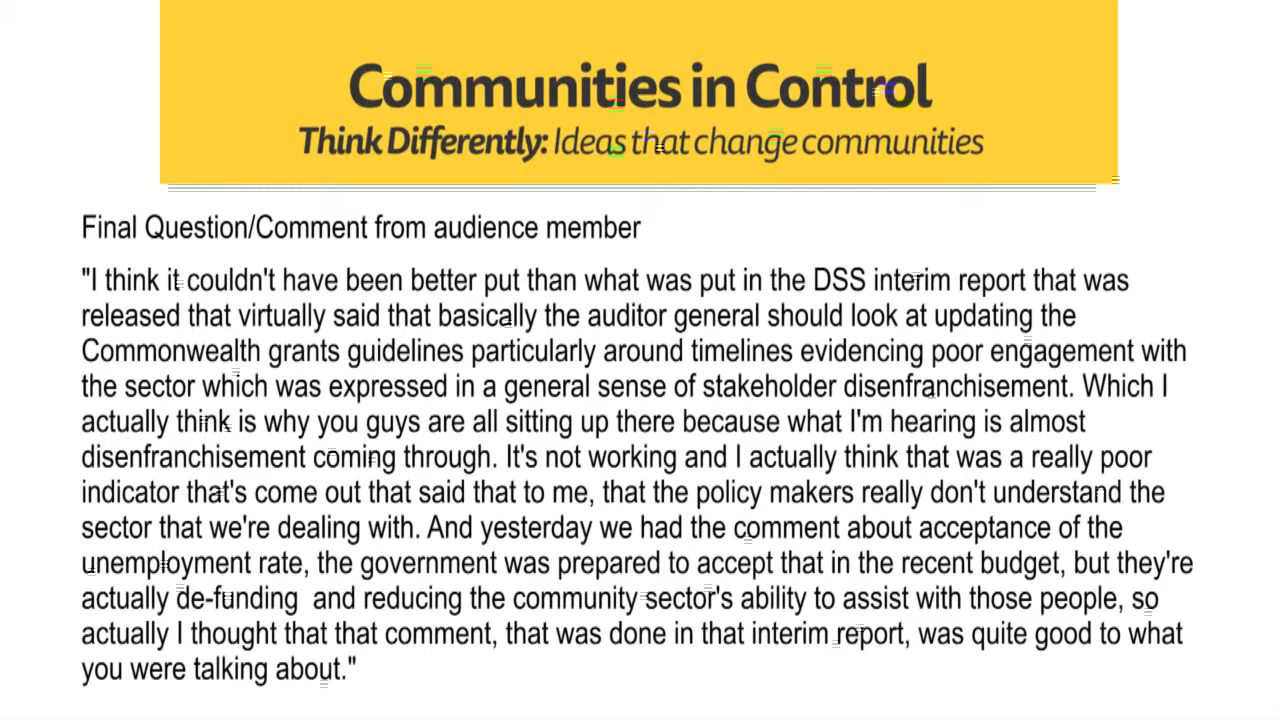 Communities in Control
Think Differently: Ideas that change communities
Final Question/Comment from audience member
"I think it couldn't have been better put than what was put in the DSS interim report that was
released that virtually said that basically the auditor general should look at updating the
Commonwealth grants guidelines particularly around timelines evidencing poor engagement with
the sector which was expressed in a general sense of stakeholder disenfranchisement. Which I
actually think is why you guys are all sitting up there because what I'm hearing is almost
disenfranchisement coming through. It's not working and I actually think that was a really poor
indicator that's come out that said that to me, that the policy makers really don't understand the
sector that we're dealing with. And yesterday we had the comment about acceptance of the
unemployment rate, the government was prepared to accept that in the recent budget, but they're
actually de-funding  and reducing the community sector's ability to assist with those people, so
actually I thought that that comment, that was done in that interim report, was quite good to what
you were talking about."